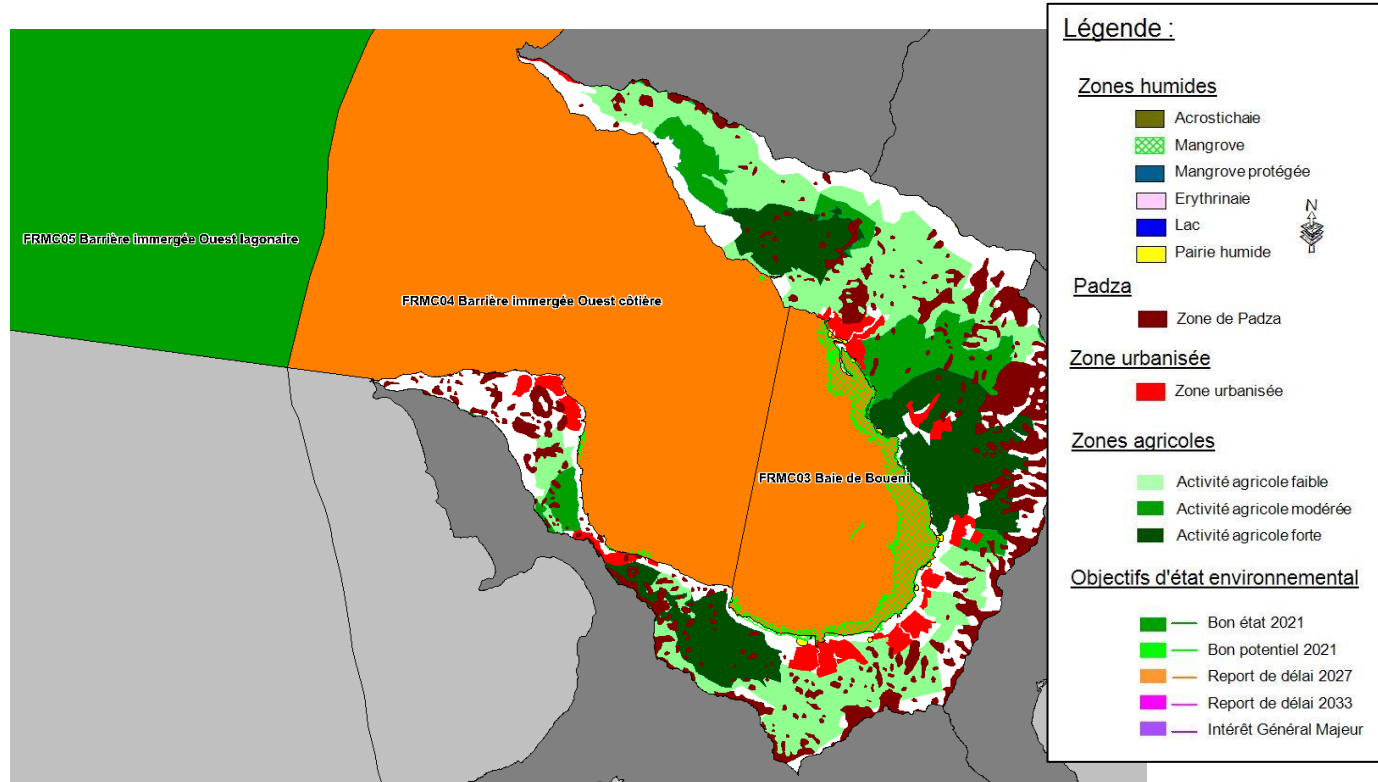 FRMC05 Barrière immergée Ouest lagonaire
FRMC04 Barrière immergée Ouest côtière
FRMC03 Baie de Boueni
Légende :
Zones humides
Acrostichaie
Mangrove
Mangrove protégée
Erythrinaie
Lac
Pairie humide
N
Padza
Zone de Padza
Zone urbanisée
Zone urbanisée
Zones agricoles
Activité agricole faible
Activité agricole modérée
Activité agricole forte
Objectifs d'état environnemental
Bon état 2021
Bon potentiel 2021
Report de délai 2027
Report de délai 2033
Intérêt Général Majeur